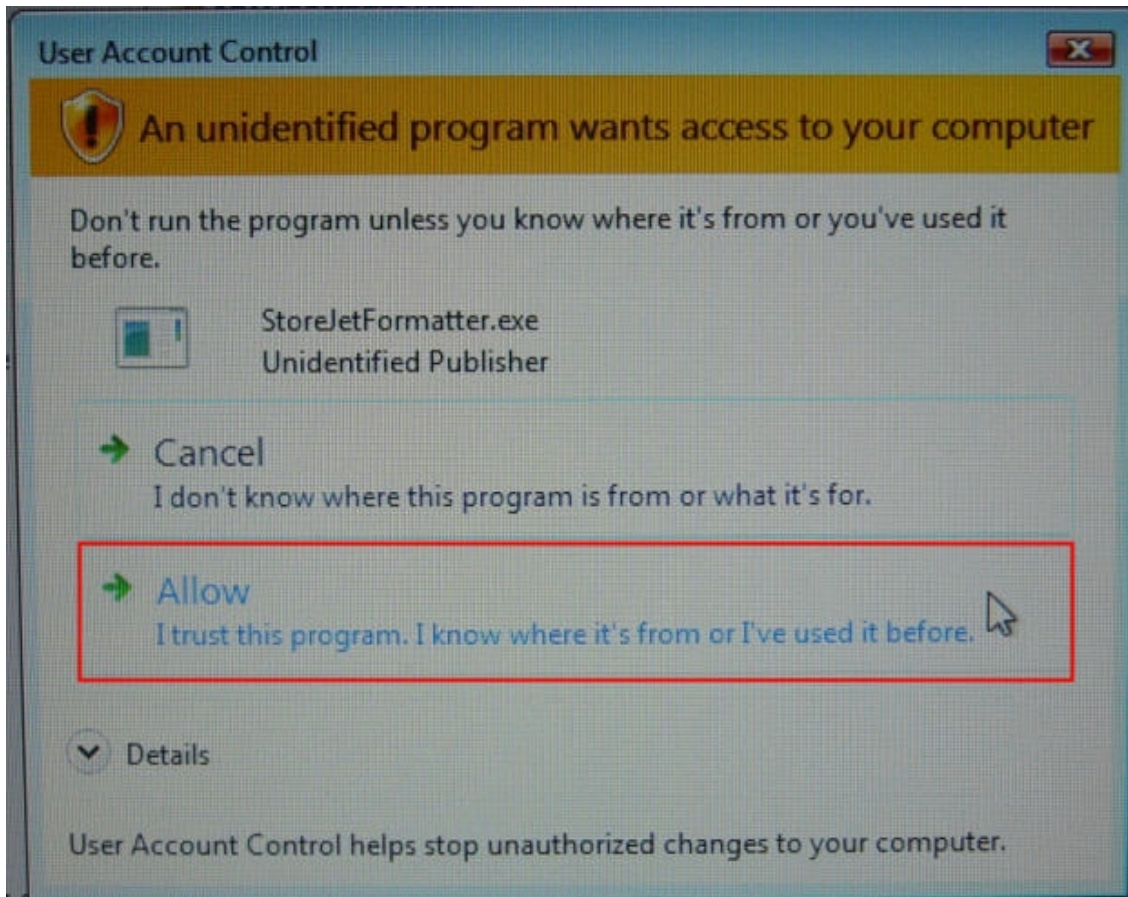 User Account Control
An unidentified program wants access to your computer
Don't run the program unless you know where it's from or you've used it
before.
StoreJetFormatter.exe
Unidentified Publisher
Cancel
I don't know where this program is from or what it's for.
Allow
I trust this program. I know where it's from or I've used it before.
Details
User Account Control helps stop unauthorized changes to your computer.